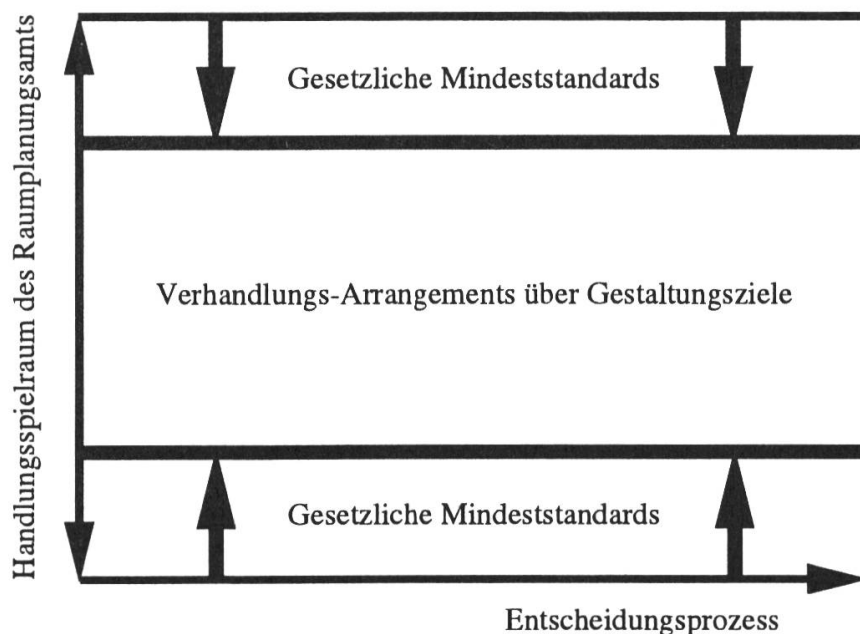 Handlungsspielraum des Raumplanungsamts
Gesetzliche Mindeststandards
Verhandlungs-Arrangements über Gestaltungsziele
Gesetzliche Mindeststandards
Entscheidungsprozess